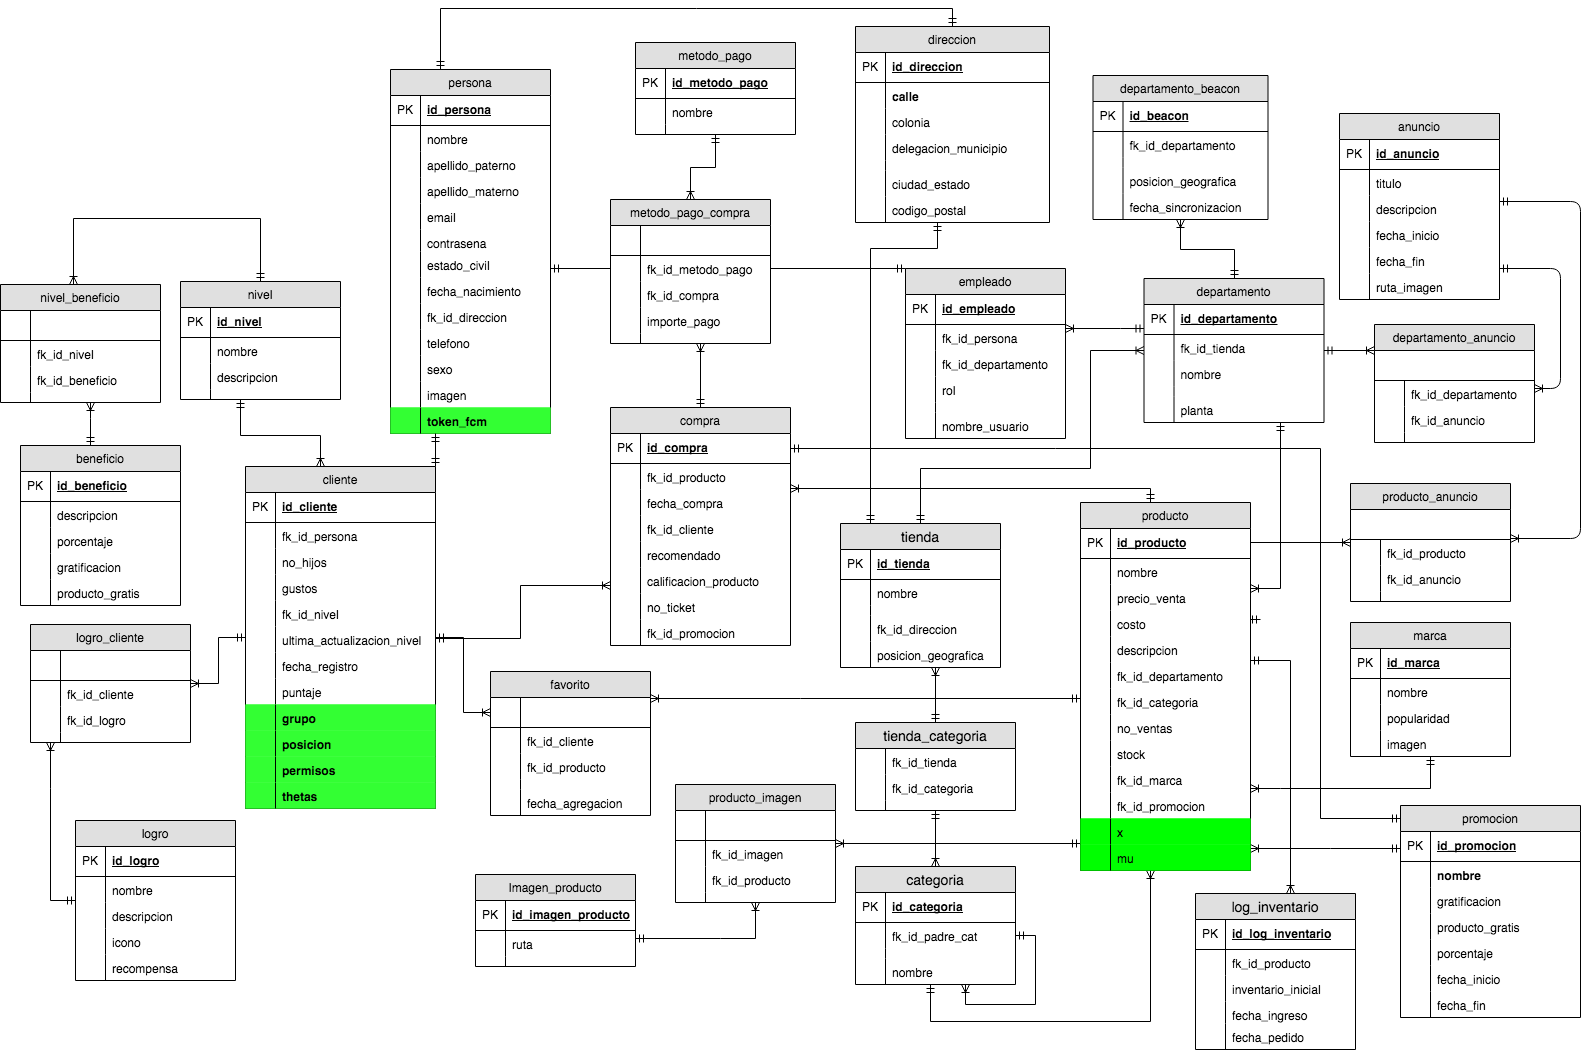 persona
PK id_persona
nombre
apellido_paterno
apellido_materno
email
contrasena
estado_civil
fecha_nacimiento
fk_id_direccion
telefono
sexo
imagen
token_fcm
metodo_pago
PK id_metodo_pago
nombre
direccion
PK id_direccion
calle
colonia
delegacion_municipio
ciudad_estado
codigo_postal
departamento_beacon
PK id_beacon
fk_id_departamento
posicion_geografica
fecha_sincronizacion
anuncio
PK id_anuncio
titulo
descripcion
fecha_inicio
fecha_fin
ruta_imagen
metodo_pago_compra
fk_id_metodo_pago
fk_id_compra
importe_pago
nivel_beneficio
fk_id_nivel
fk_id_beneficio
nivel
PK id_nivel
nombre
descripcion
empleado
PK id_empleado
fk_id_persona
fk_id_departamento
rol
nombre_usuario
departamento
PK id_departamento
fk_id_tienda
nombre
planta
departamento_anuncio
fk_id_departamento
fk_id_anuncio
beneficio
PK id_beneficio
descripcion
porcentaje
gratificacion
producto_gratis
cliente
PK id_cliente
fk_id_persona
no_hijos
gustos
fk_id_nivel
ultima_actualizacion_nivel
fecha_registro
puntaje
grupo
posicion
permisos
thetas
compra
PK id_compra
fk_id_producto
fecha_compra
fk_id_cliente
recomendado
calificacion_producto
no_ticket
fk_id_promocion
tienda
PK id_tienda
nombre
fk_id_direccion
posicion_geografica
producto
PK id_producto
nombre
precio_venta
costo
descripcion
fk_id_departamento
fk_id_categoria
no_ventas
stock
fk_id_marca
fk_id_promocion
x
mu
producto_anuncio
fk_id_producto
fk_id_anuncio
logro_cliente
fk_id_cliente
fk_id_logro
marca
PK id_marca
nombre
popularidad
imagen
favorito
fk_id_cliente
fk_id_producto
fecha_agregacion
tienda_categoria
fk_id_tienda
fk_id_categoria
producto_imagen
fk_id_imagen
fk_id_producto
promocion
PK id_promocion
nombre
gratificacion
producto_gratis
porcentaje
fecha_inicio
fecha_fin
logro
PK id_logro
nombre
descripcion
icono
recompensa
Imagen_producto
PK id_imagen_producto
ruta
categoria
PK id_categoria
fk_id_padre_cat
nombre
log_inventario
PK id_log_inventario
fk_id_producto
inventario_inicial
fecha_ingreso
fecha_pedido